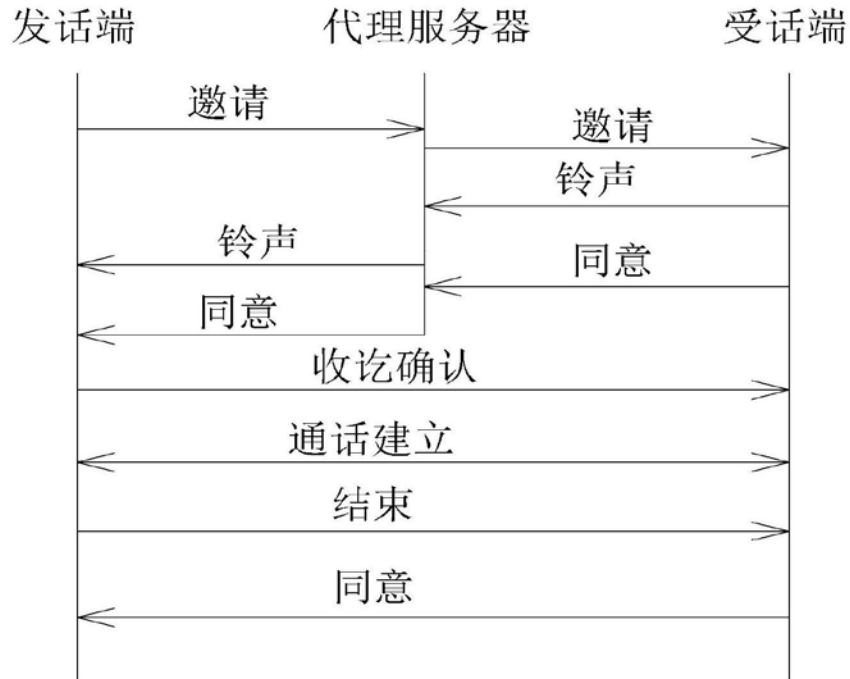 发话端 代理服务器 受话端
邀请
邀请
铃声
铃声
同意
同意
收讫确认
通话建立
结束
同意